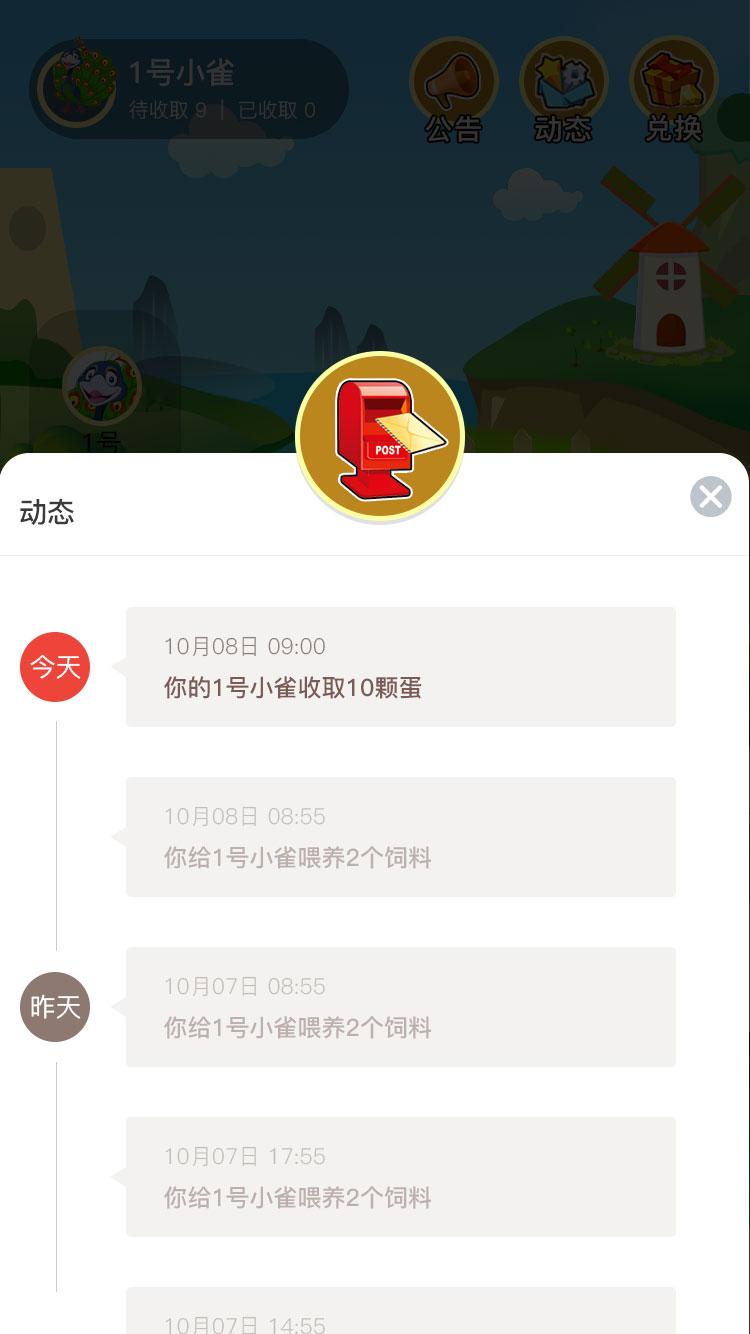 1号小雀
待收取 9 | 已收取 0
公告
动态
兑换
1号
POST
动态
今天
10月08日 09:00
你的1号小雀收取10颗蛋
10月08日 08:55
你给1号小雀喂养2个饲料
昨天
10月07日 08:55
你给1号小雀喂养2个饲料
10月07日 17:55
你给1号小雀喂养2个饲料
10月07日 14:55